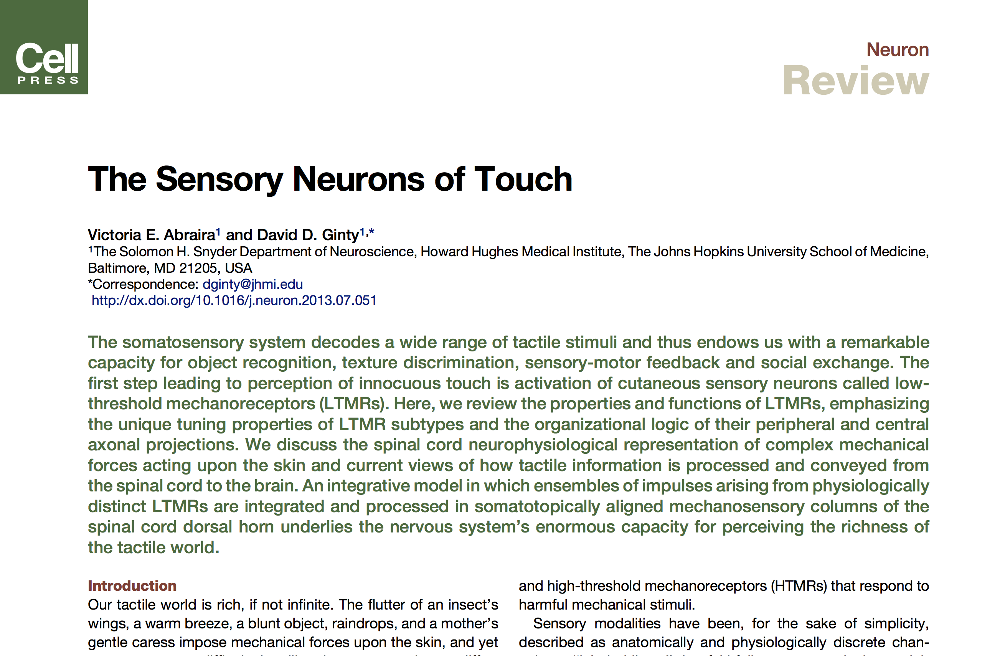 Cell
PRESS
Neuron
Review
The Sensory Neurons of Touch
Victoria E. Abraira1 and David D. Ginty1,*
1The Solomon H. Snyder Department of Neuroscience, Howard Hughes Medical Institute, The Johns Hopkins University School of Medicine,
Baltimore, MD 21205, USA
*Correspondence: dginty@jhmi.edu
http://dx.doi.org/10.1016/j.neuron.2013.07.051
The somatosensory system decodes a wide range of tactile stimuli and thus endows us with a remarkable
capacity for object recognition, texture discrimination, sensory-motor feedback and social exchange. The
first step leading to perception of innocuous touch is activation of cutaneous sensory neurons called low-
threshold mechanoreceptors (LTMRs). Here, we review the properties and functions of LTMRs, emphasizing
the unique tuning properties of LTMR subtypes and the organizational logic of their peripheral and central
axonal projections. We discuss the spinal cord neurophysiological representation of complex mechanical
forces acting upon the skin and current views of how tactile information is processed and conveyed from
the spinal cord to the brain. An integrative model in which ensembles of impulses arising from physiologically
distinct LTMRs are integrated and processed in somatotopically aligned mechanosensory columns of the
spinal cord dorsal horn underlies the nervous system’s enormous capacity for perceiving the richness of
the tactile world.
Introduction
Our tactile world is rich, if not infinite. The flutter of an insect’s
wings, a warm breeze, a blunt object, raindrops, and a mother’s
gentle caress impose mechanical forces upon the skin, and yet
and high-threshold mechanoreceptors (HTMRs) that respond to
harmful mechanical stimuli.
Sensory modalities have been, for the sake of simplicity,
described as anatomically and physiologically discrete chan-